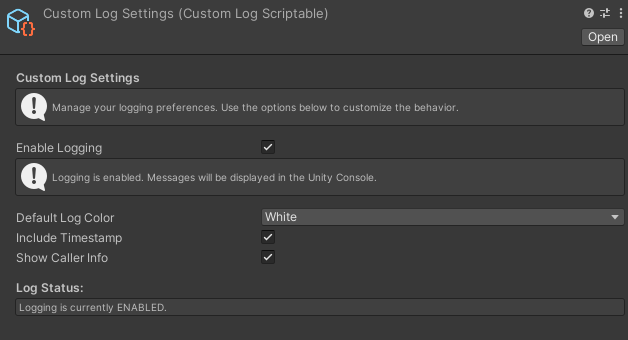 Custom Log Settings (Custom Log Scriptable)
Open
Custom Log Settings
Manage your logging preferences. Use the options below to customize the behavior.
Enable Logging
Logging is enabled. Messages will be displayed in the Unity Console.
Default Log Color White
Include Timestamp
Show Caller Info
Log Status:
Logging is currently ENABLED.